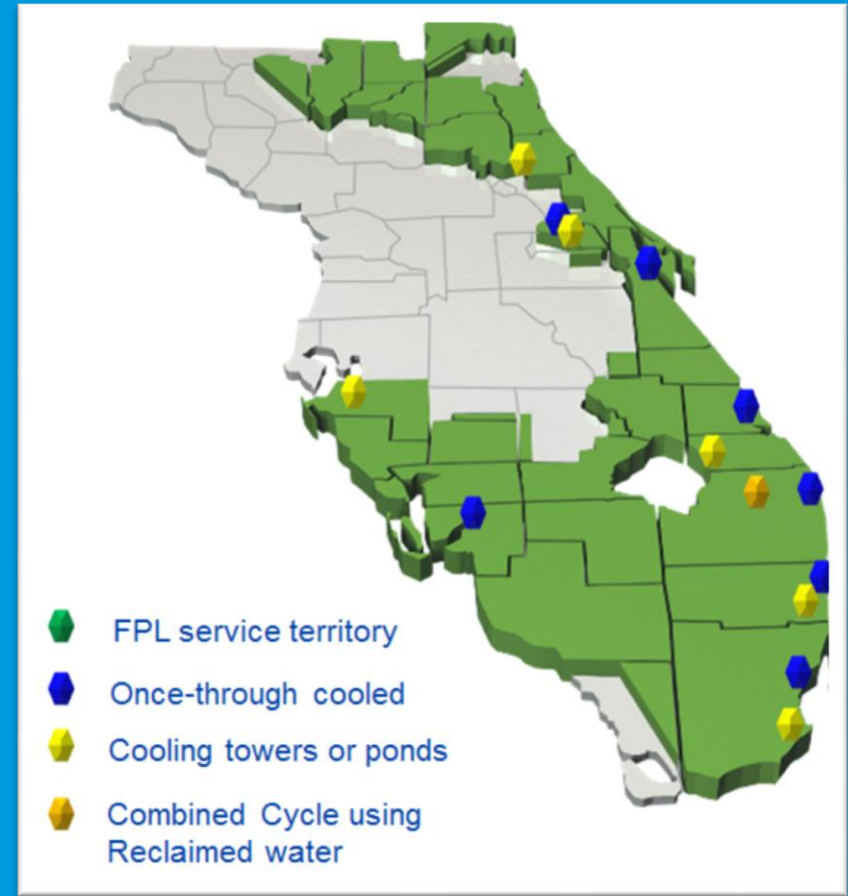 FPL service territory
Once-through cooled
Cooling towers or ponds
Combined Cycle using
Reclaimed water